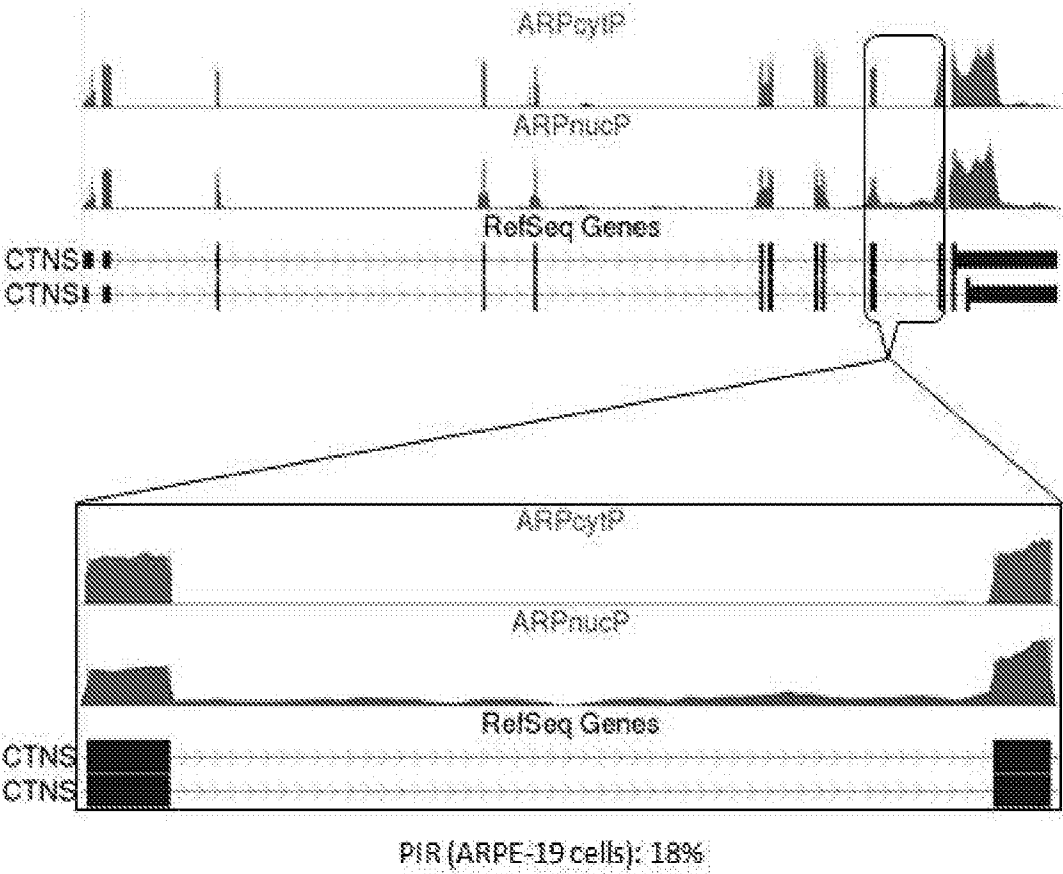 ARPcytP
ARPnucP
RefSeq Genes
CTNS
CTNS
ARPcytP
ARPnucP
RefSeq Genes
CTNS
CTNS
PIR (ARPE-19 cells): 18%